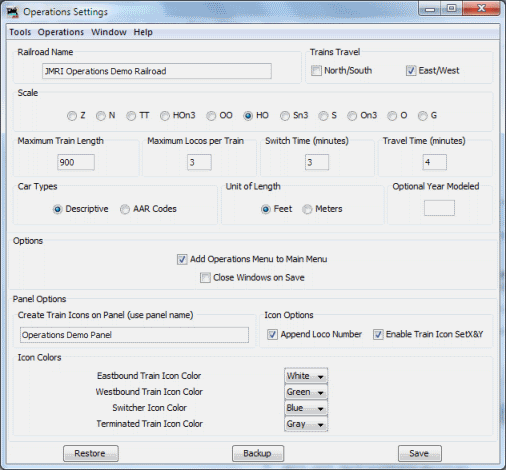 Operations Settings
Tools Operations Window Help
Railroad Name
JMRI Operations Demo Railroad
Trains Travel
North/South East/West
Scale
Z N TT HOn3 OO HO Sn3 S On3 O G
Maximum Train Length
900
Maximum Locos per Train
3
Switch Time (minutes)
3
Travel Time (minutes)
4
Car Types
Descriptive AAR Codes
Unit of Length
Feet Meters
Optional Year Modeled
Options
Add Operations Menu to Main Menu
Close Windows on Save
Panel Options
Create Train Icons on Panel (use panel name)
Operations Demo Panel
Icon Options
Append Loco Number Enable Train Icon SetX&Y
Icon Colors
Eastbound Train Icon Color White
Westbound Train Icon Color Green
Switcher Icon Color Blue
Terminated Train Icon Color Gray
Restore Backup Save